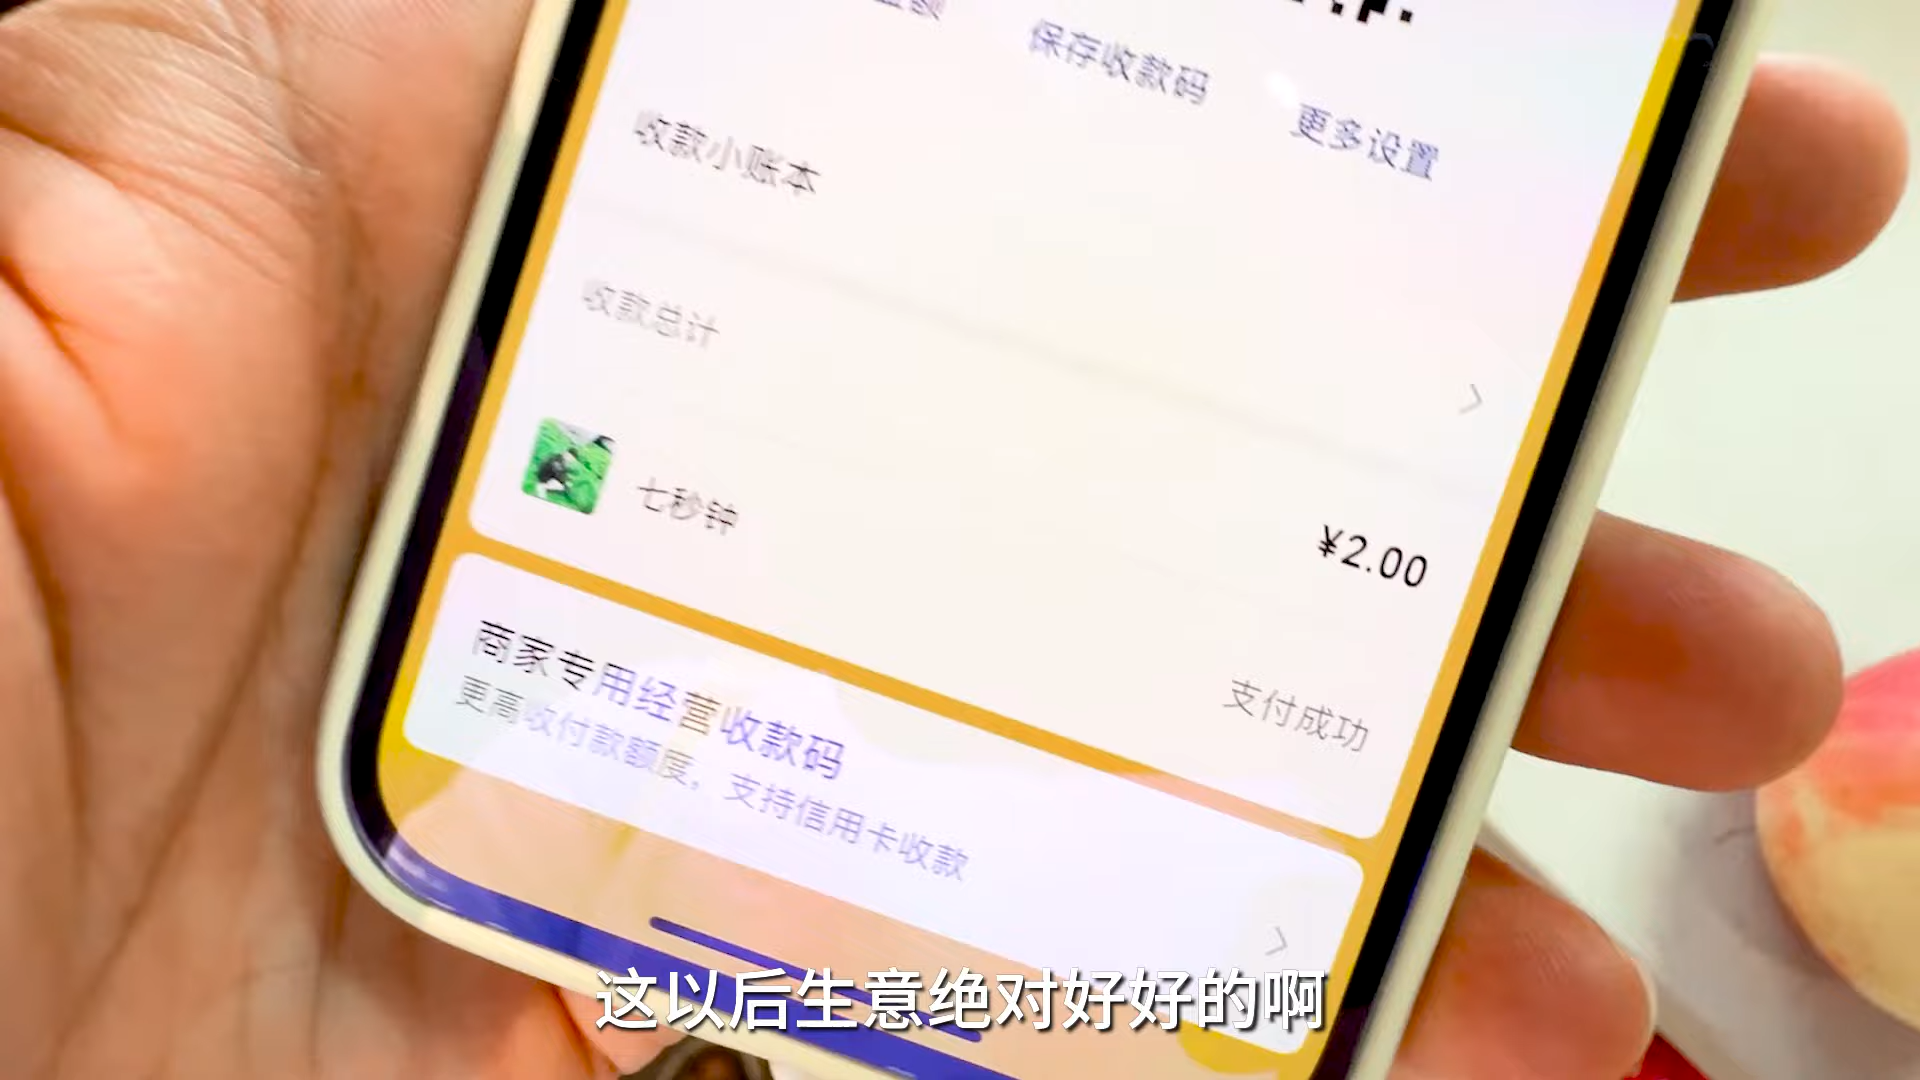 保存收款码
更多设置
收款小账本
收款总计
七秒钟
¥2.00
支付成功
商家专用经营收款码
更高收付款额度，支持信用卡收款
这以后生意绝对好好的啊